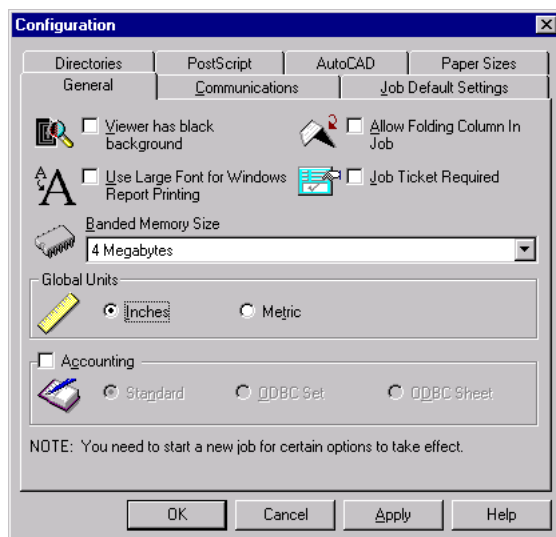 Configuration
Directories
PostScript
AutoCAD
Paper Sizes
General
Communications
Job Default Settings
Viewer has black
background
Allow Folding Column In
Job
Use Large Font for Windows
Report Printing
Job Ticket Required
Banded Memory Size
4 Megabytes
Global Units
Inches
Metric
Accounting
Standard
ODBC Set
ODBC Sheet
NOTE: You need to start a new job for certain options to take effect.
OK
Cancel
Apply
Help